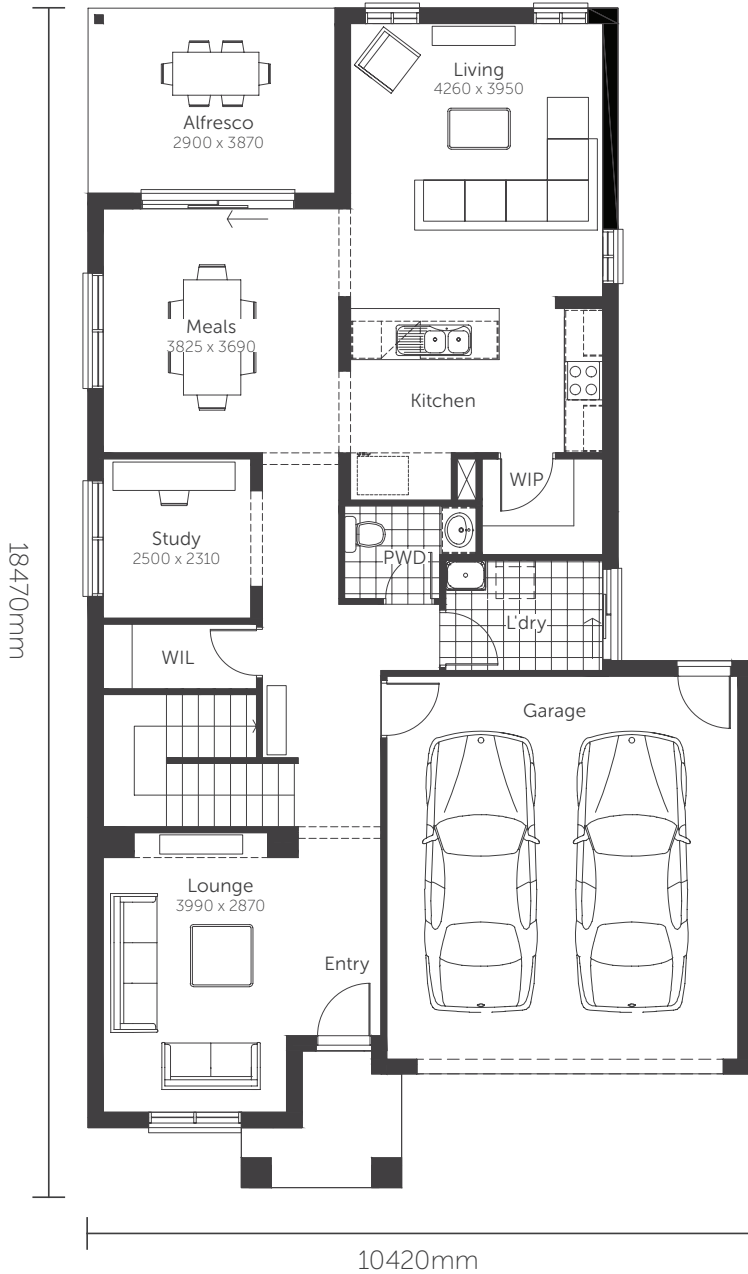 Living
4260 x 3950
Alfresco
2900 x 3870
Meals
3825 x 3690
Kitchen
WIP
Study
2500 x 2310
PWD
L'dry
WIL
Garage
Lounge
3990 x 2870
Entry
18470mm
10420mm